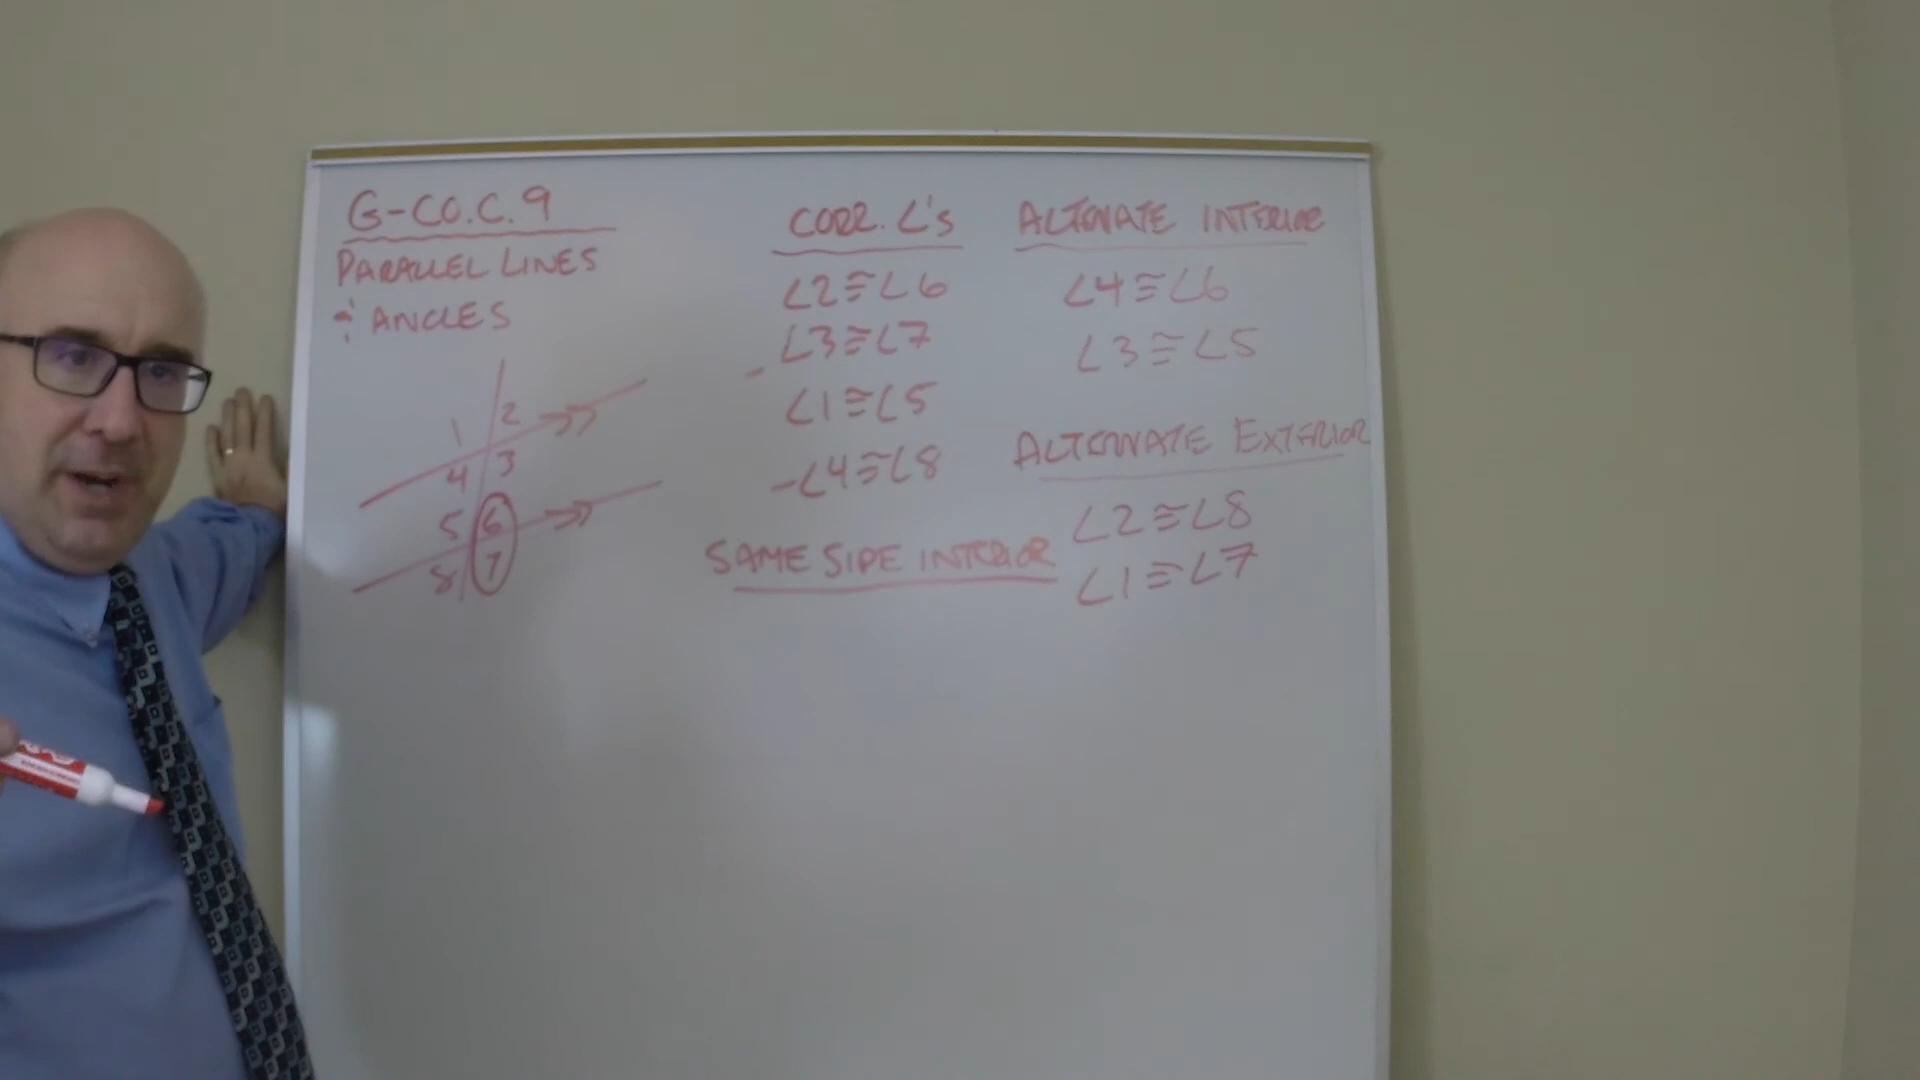 G-CO.C.9
PARALLEL LINES
& ANGLES
1 2
4 3
5 6
8 7
CORR. ∠'s
∠2≅∠6
∠3≅∠7
∠1≅∠5
-∠4≅∠8
SAME SIDE INTERIOR
ALTERNATE INTERIOR
∠4≅∠6
∠3≅∠5
ALTERNATE EXTERIOR
∠2≅∠8
∠1≅∠7